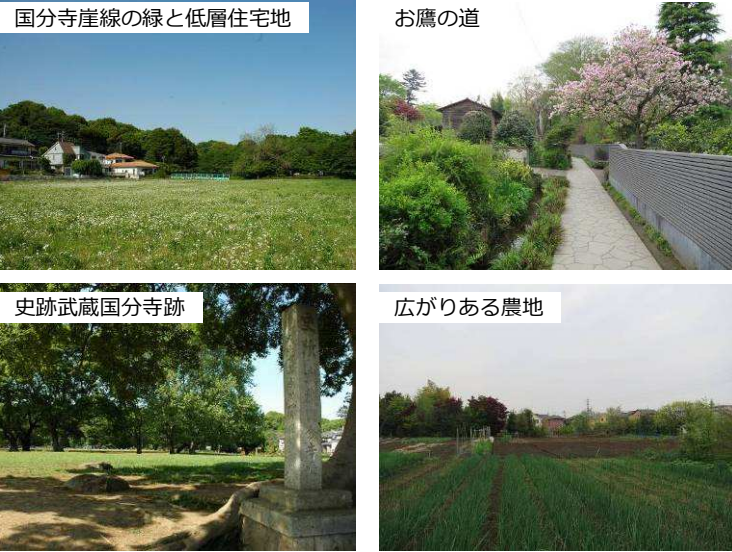 国分寺崖線の緑と低層住宅地
お鷹の道
史跡武蔵国分寺跡
広がりある農地